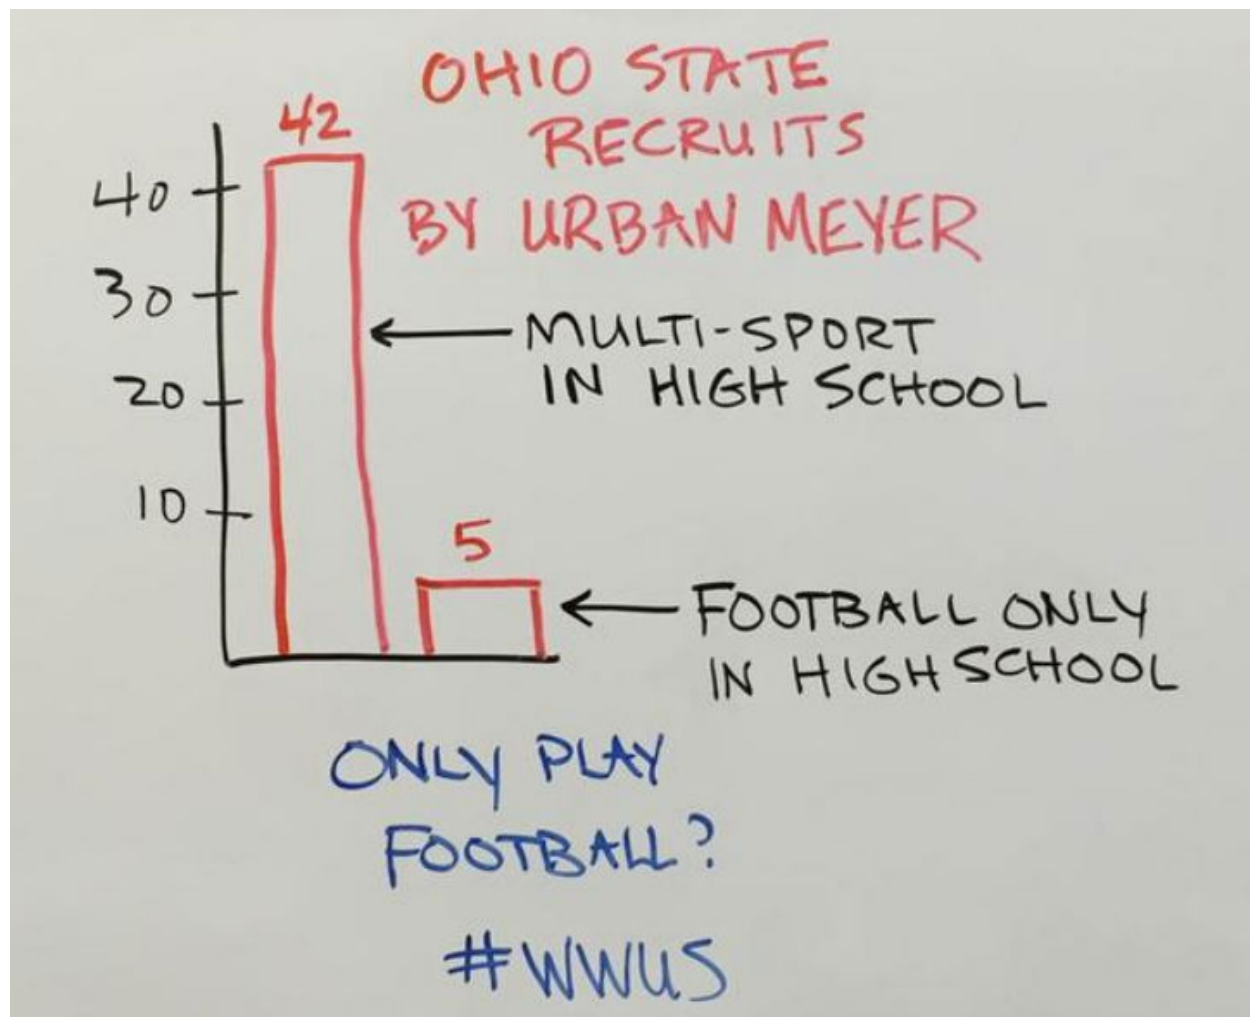 OHIO STATE
RECRUITS
BY URBAN MEYER
42
40
30
20
10
MULTI-SPORT
IN HIGH SCHOOL
5
FOOTBALL ONLY
IN HIGH SCHOOL
ONLY PLAY
FOOTBALL?
#WWUS